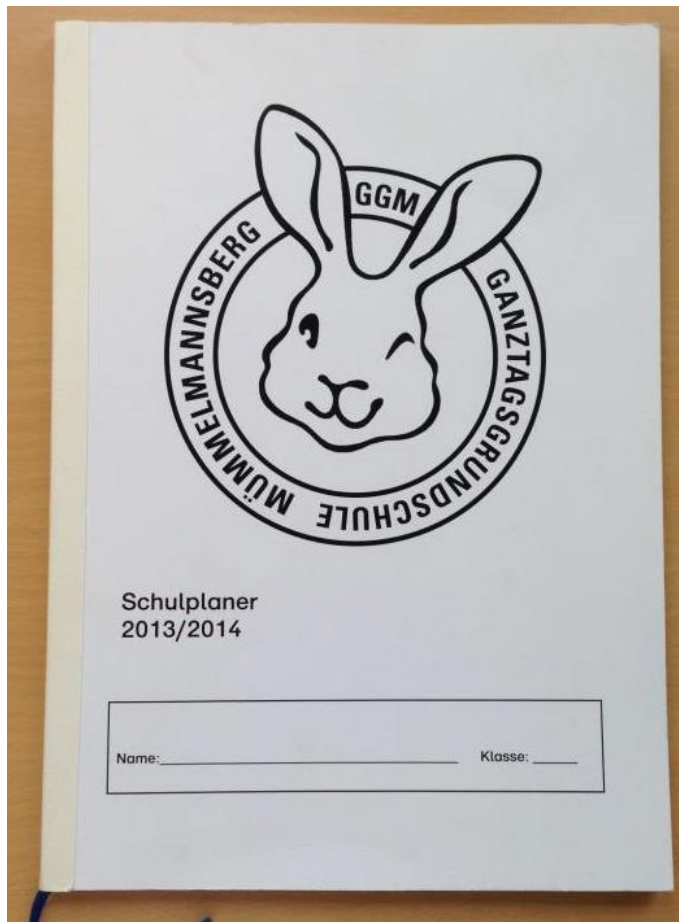 GGM
GANZTAGSGRUNDSCHULE MÜMMELMANNSBERG
Schulplaner
2013/2014
Name: Klasse: